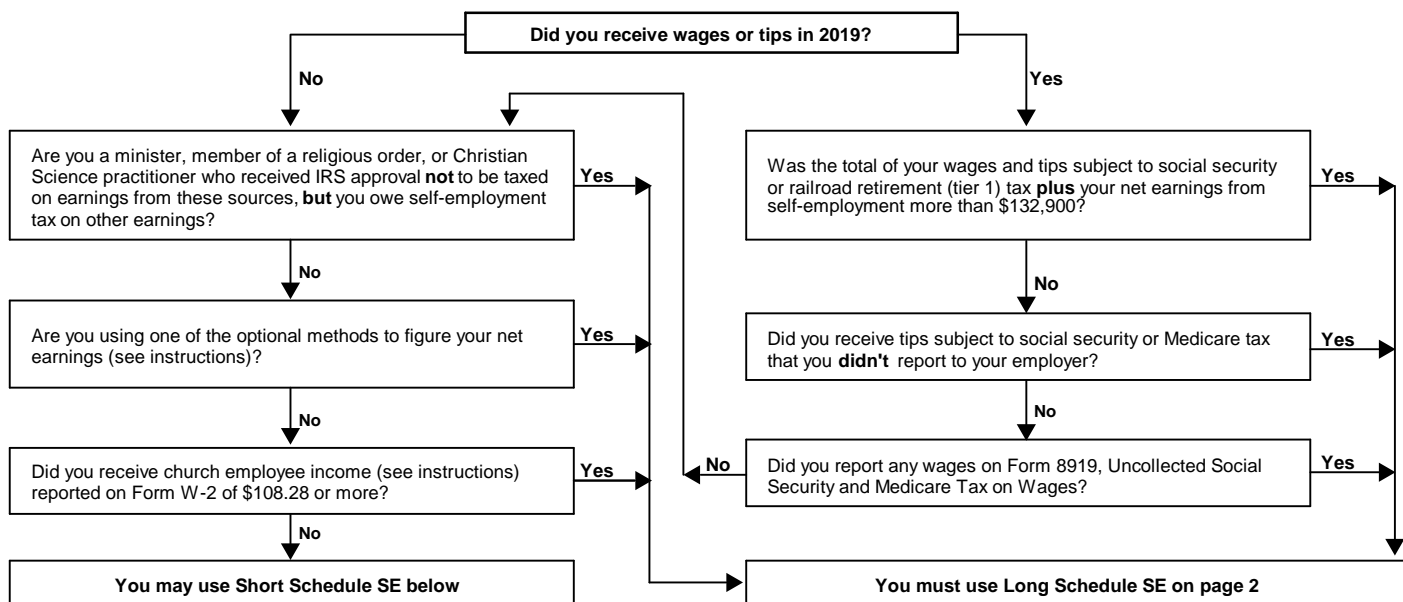 Did you receive wages or tips in 2019?
No
Yes
Are you a minister, member of a religious order, or Christian
Science practitioner who received IRS approval not to be taxed
on earnings from these sources, but you owe self-employment
tax on other earnings?
Yes
No
Are you using one of the optional methods to figure your net
earnings (see instructions)?
Yes
No
Did you receive church employee income (see instructions)
reported on Form W-2 of $108.28 or more?
Yes
No
You may use Short Schedule SE below
Was the total of your wages and tips subject to social security
or railroad retirement (tier 1) tax plus your net earnings from
self-employment more than $132,900?
Yes
No
Did you receive tips subject to social security or Medicare tax
that you didn't report to your employer?
Yes
No
Did you report any wages on Form 8919, Uncollected Social
Security and Medicare Tax on Wages?
No
Yes
You must use Long Schedule SE on page 2